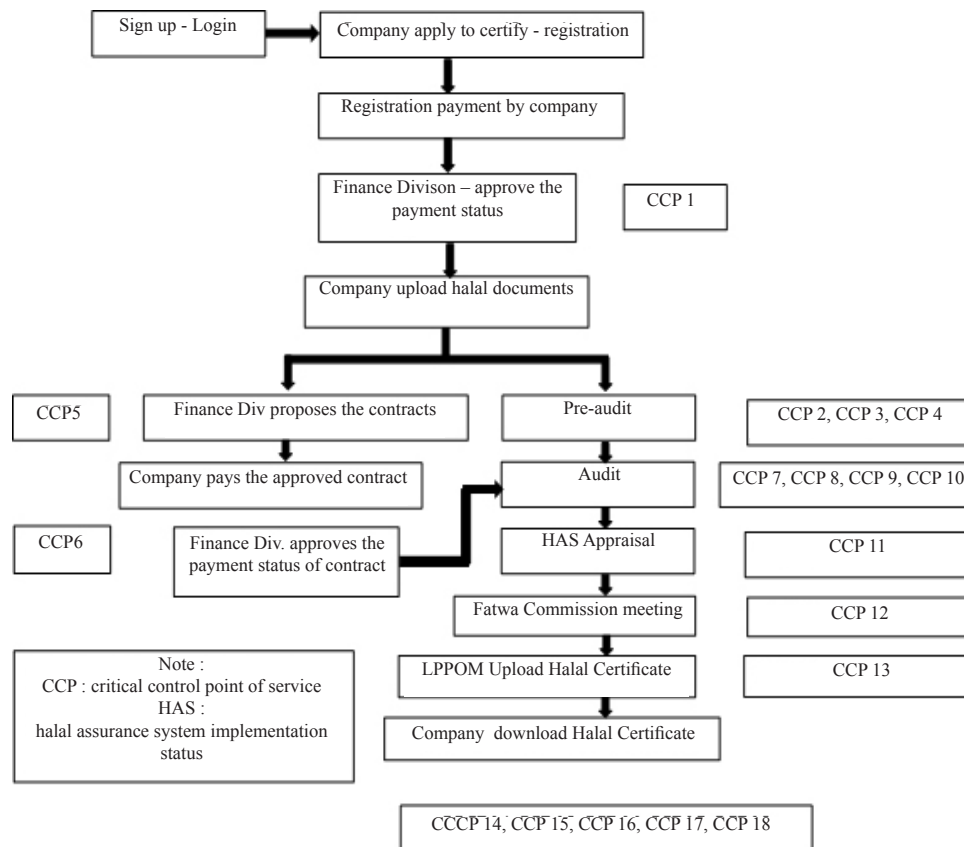 Sign up - Login
Company apply to certify - registration
Registration payment by company
Finance Divison – approve the
payment status
CCP 1
Company upload halal documents
CCP5
Finance Div proposes the contracts
Pre-audit
CCP 2, CCP 3, CCP 4
Company pays the approved contract
Audit
CCP 7, CCP 8, CCP 9, CCP 10
CCP6
Finance Div. approves the
payment status of contract
HAS Appraisal
CCP 11
Fatwa Commission meeting
CCP 12
Note :
CCP : critical control point of service
HAS :
halal assurance system implementation
status
LPPOM Upload Halal Certificate
CCP 13
Company download Halal Certificate
CCCP 14, CCP 15, CCP 16, CCP 17, CCP 18